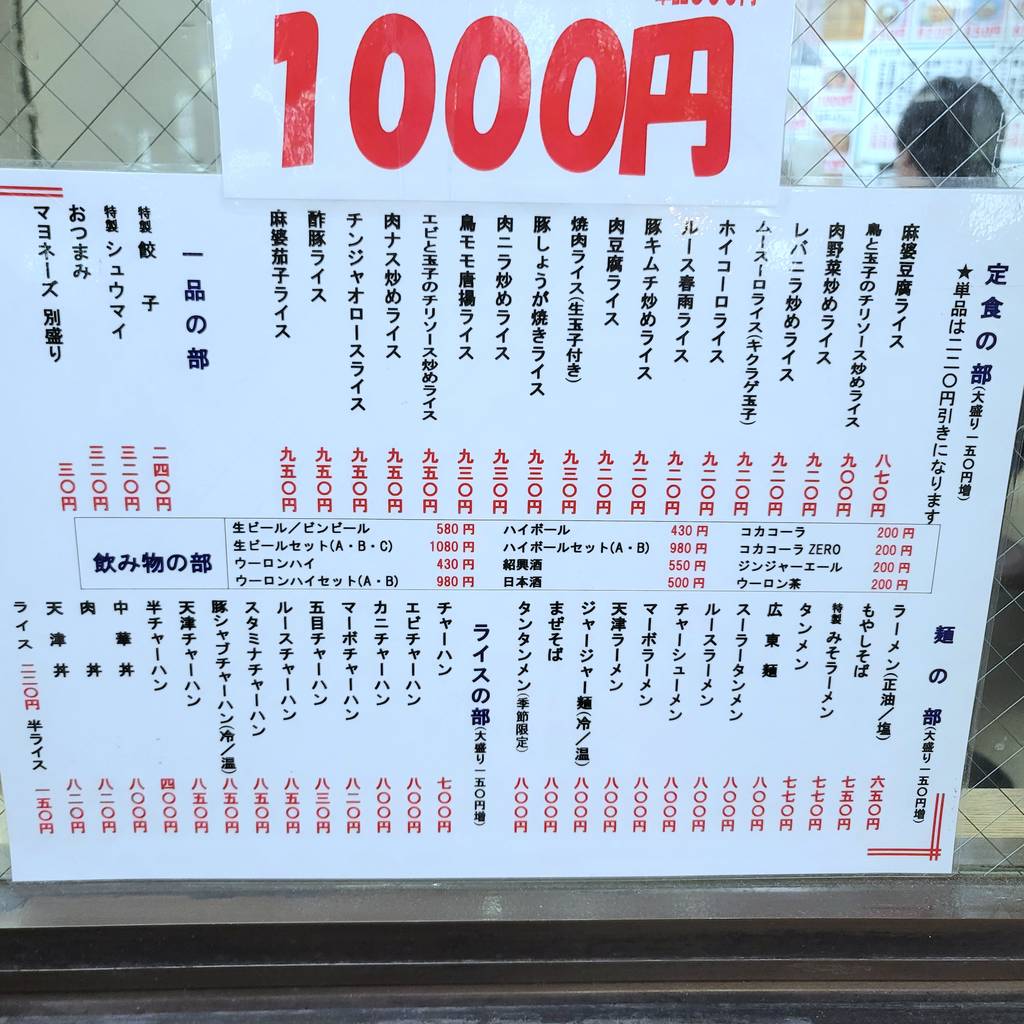 1000円
定食の部(大盛り一五〇円増)
★単品は二二〇円引きになります
麻婆豆腐ライス 八七〇円
鳥と玉子のチリソース炒めライス 九〇〇円
肉野菜炒めライス 九二〇円
レバニラ炒めライス 九二〇円
ムースーロライス(キクラゲ玉子) 九二〇円
ホイコーロライス 九二〇円
ルース春雨ライス 九二〇円
豚キムチ炒めライス 九二〇円
肉豆腐ライス 九二〇円
焼肉ライス(生玉子付き) 九三〇円
豚しょうが焼きライス 九三〇円
肉ニラ炒めライス 九三〇円
鳥モモ唐揚ライス 九三〇円
エビと玉子のチリソース炒めライス 九五〇円
肉ナス炒めライス 九五〇円
チンジャオロースライス 九五〇円
酢豚ライス 九五〇円
麻婆茄子ライス 九五〇円
一品の部
特製 餃子 二四〇円
特製 シュウマイ 三二〇円
おつまみ 三二〇円
マヨネーズ 別盛り 三〇円
飲み物の部
生ビール/ビンビール 580円
生ビールセット(A・B・C) 1080円
ウーロンハイ 430円
ウーロンハイセット(A・B) 980円
ハイボール 430円
ハイボールセット(A・B) 980円
紹興酒 550円
日本酒 500円
コカコーラ 200円
コカコーラ ZERO 200円
ジンジャーエール 200円
ウーロン茶 200円
麺の部(大盛り一五〇円増)
ラーメン(正油/塩) 六五〇円
もやしそば 七五〇円
特製 みそラーメン 七七〇円
タンメン 七七〇円
広東麺 八〇〇円
スーラータンメン 八〇〇円
ルースラーメン 八〇〇円
チャーシューメン 八〇〇円
マーボラーメン 八〇〇円
天津ラーメン 八〇〇円
ジャージャー麺(冷/温) 八〇〇円
まぜそば 八〇〇円
タンタンメン(季節限定) 八〇〇円
ライスの部(大盛り一五〇円増)
チャーハン 七〇〇円
エビチャーハン 八〇〇円
カニチャーハン 八〇〇円
マーボチャーハン 八二〇円
五目チャーハン 八三〇円
ルースチャーハン 八五〇円
スタミナチャーハン 八五〇円
豚シャブチャーハン(冷/温) 八五〇円
天津チャーハン 八五〇円
半チャーハン 四〇〇円
中華丼 八〇〇円
肉丼 八二〇円
天津丼 八二〇円
ライス 二二〇円 半ライス 一五〇円